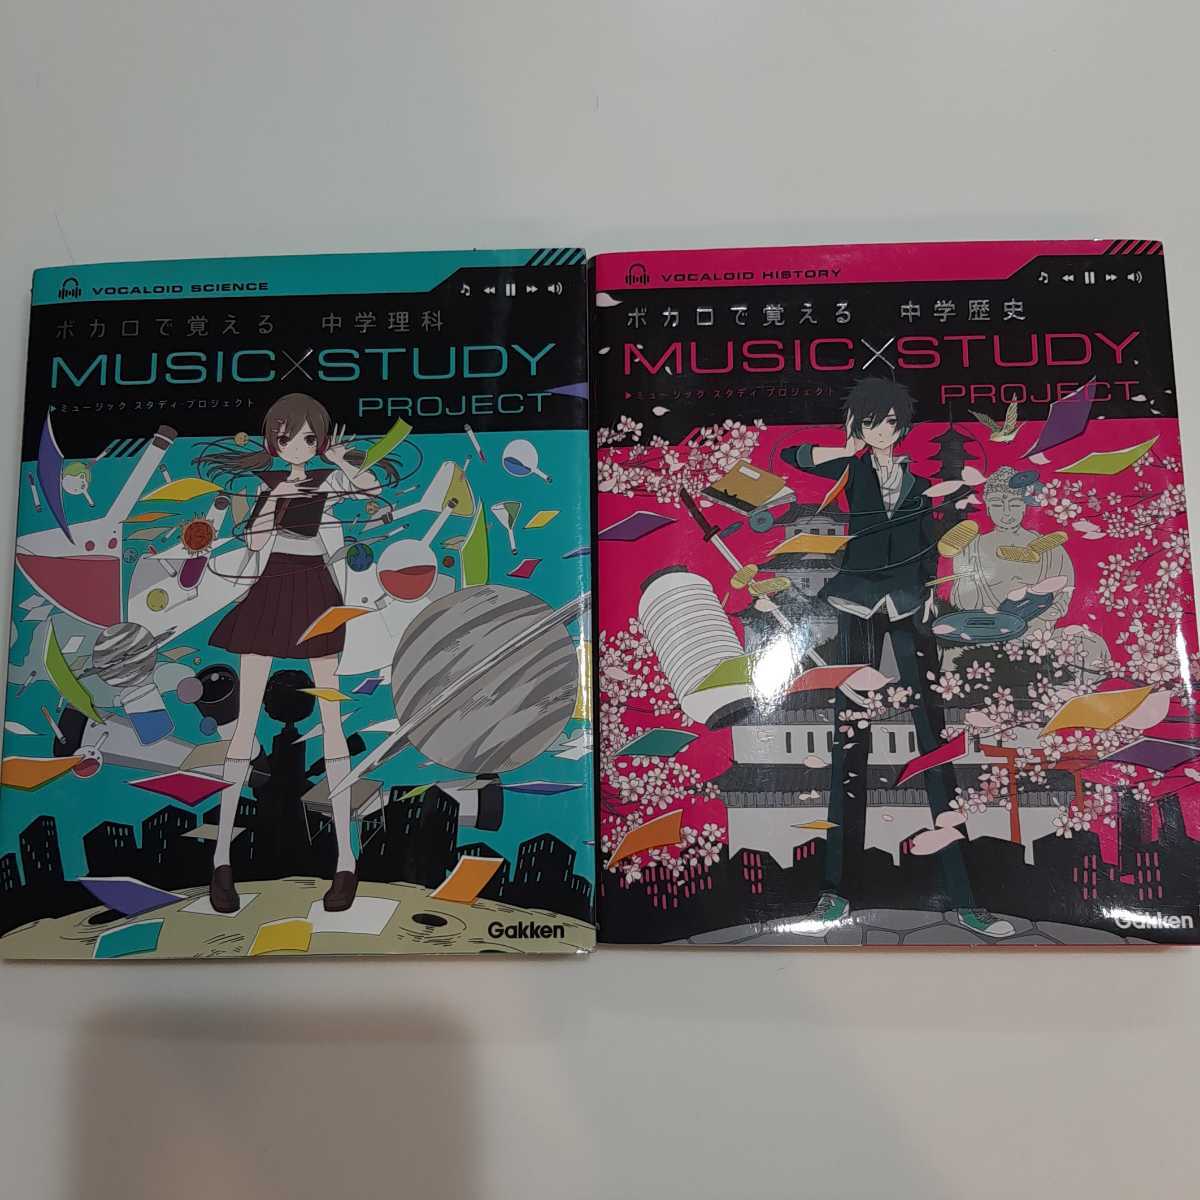 VOCALOID SCIENCE
ボカロで覚える 中学理科
MUSIC×STUDY
▶ミュージック スタディ・プロジェクト
PROJECT
Gakken
VOCALOID HISTORY
ボカロで覚える 中学歴史
MUSIC×STUDY
▶ミュージック スタディ・プロジェクト
PROJECT
Gakken